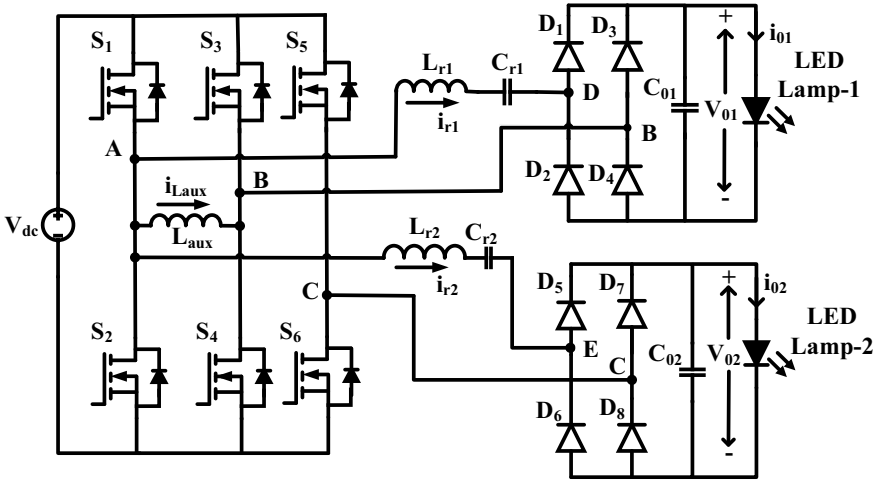 S1 S3 S5
D1 D3
Lr1 Cr1
ir1
D
B
D2 D4
C01
+
V01
-
i01
LED
Lamp-1
A
B
iLaux
Laux
Vdc
+
-
Lr2 Cr2
ir2
C
S2 S4 S6
D5 D7
E
C
D6 D8
C02
+
V02
-
i02
LED
Lamp-2